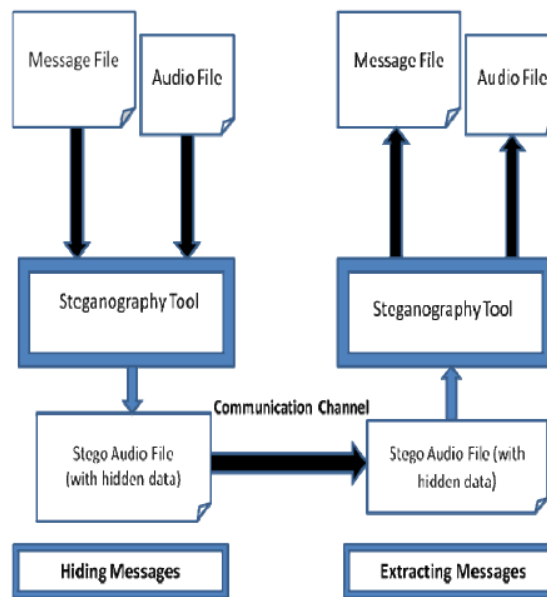 Message File
Audio File
Steganography Tool
Stego Audio File
(with hidden data)
Hiding Messages
Communication Channel
Message File
Audio File
Steganography Tool
Stego Audio File (with
hidden data)
Extracting Messages